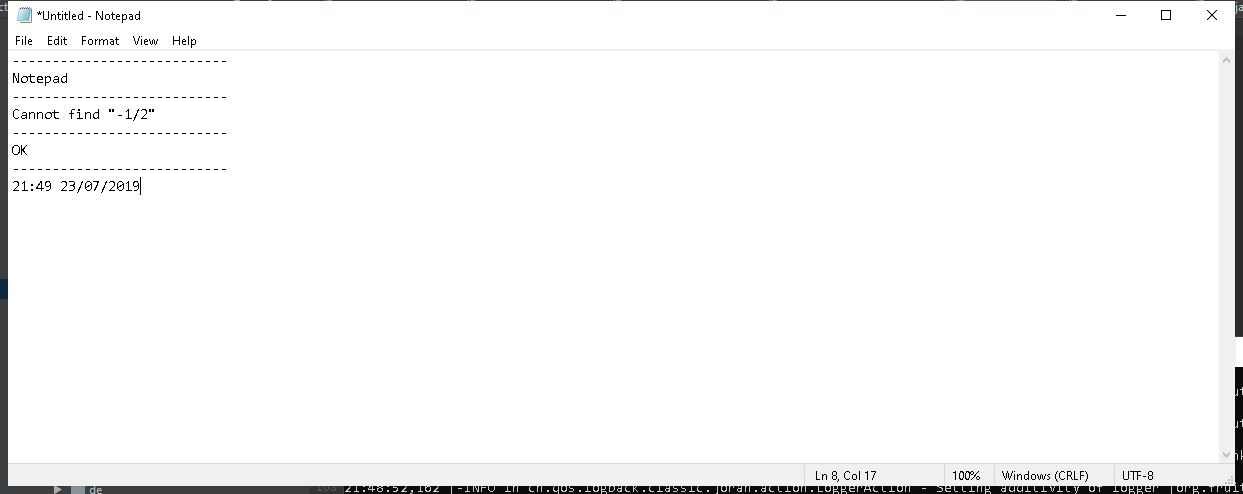 *Untitled - Notepad
File Edit Format View Help
---------------------------
Notepad
---------------------------
Cannot find "-1/2"
---------------------------
OK
---------------------------
21:49 23/07/2019
Ln 8, Col 17 100% Windows (CRLF) UTF-8
de 21:48:52,162 |-INFO in ch.qos.logback.classic.joran.action.LoggerAction - Setting additivity of logger